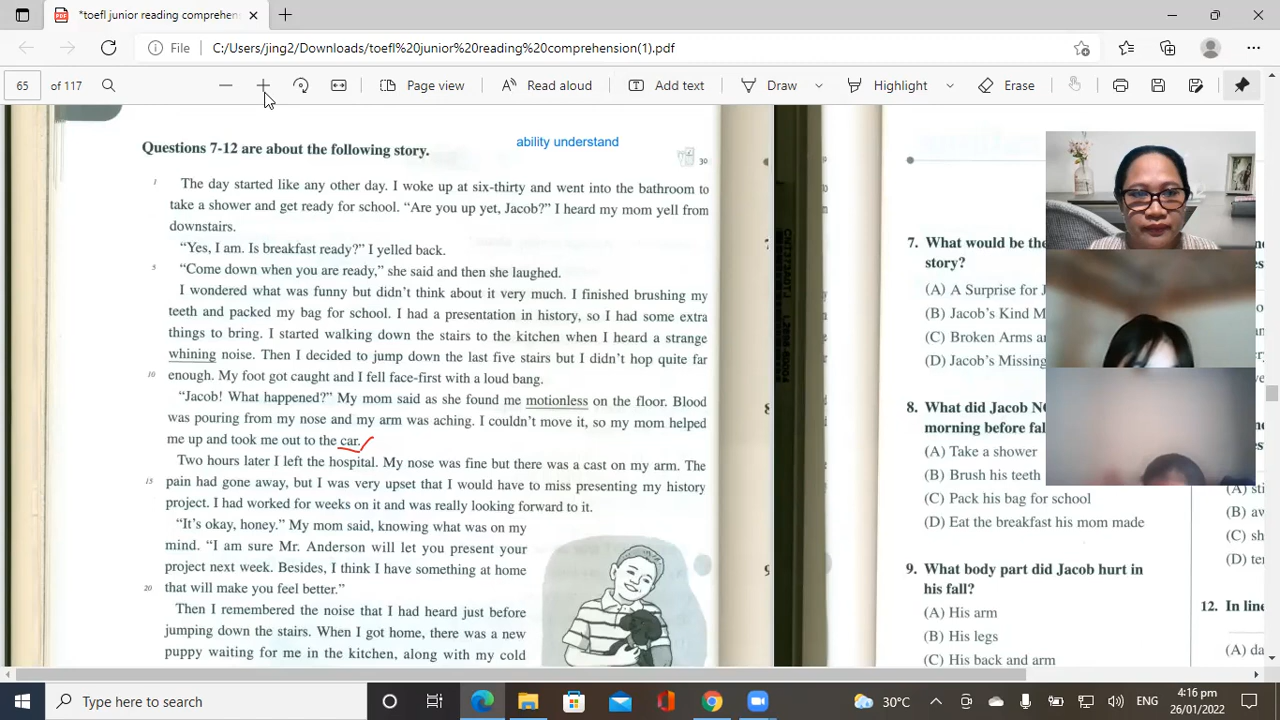 *toefl junior reading comprehen
File
C:/Users/jing2/Downloads/toefl%20junior%20reading%20comprehension(1).pdf
65 of 117
Page view
Read aloud
Add text
Draw
Highlight
Erase
Questions 7-12 are about the following story.
ability understand
30
1 The day started like any other day. I woke up at six-thirty and went into the bathroom to
take a shower and get ready for school. “Are you up yet, Jacob?” I heard my mom yell from
downstairs.
“Yes, I am. Is breakfast ready?” I yelled back.
5 “Come down when you are ready,” she said and then she laughed.
I wondered what was funny but didn’t think about it very much. I finished brushing my
teeth and packed my bag for school. I had a presentation in history, so I had some extra
things to bring. I started walking down the stairs to the kitchen when I heard a strange
whining noise. Then I decided to jump down the last five stairs but I didn’t hop quite far
10 enough. My foot got caught and I fell face-first with a loud bang.
“Jacob! What happened?” My mom said as she found me motionless on the floor. Blood
was pouring from my nose and my arm was aching. I couldn’t move it, so my mom helped
me up and took me out to the car.
Two hours later I left the hospital. My nose was fine but there was a cast on my arm. The
15 pain had gone away, but I was very upset that I would have to miss presenting my history
project. I had worked for weeks on it and was really looking forward to it.
“It’s okay, honey.” My mom said, knowing what was on my
mind. “I am sure Mr. Anderson will let you present your
project next week. Besides, I think I have something at home
20 that will make you feel better.”
Then I remembered the noise that I had heard just before
jumping down the stairs. When I got home, there was a new
puppy waiting for me in the kitchen, along with my cold
7. What would be the
story?
(A) A Surprise for J
(B) Jacob’s Kind M
(C) Broken Arms a
(D) Jacob’s Missing
8. What did Jacob NO
morning before fal
(A) Take a shower
(B) Brush his teeth
(C) Pack his bag for school
(D) Eat the breakfast his mom made
9. What body part did Jacob hurt in
his fall?
(A) His arm
(B) His legs
(C) His back and arm
(A) sti
(B) av
(C) sh
(D) ter
12. In line
(A) da
Type here to search
30°C
ENG
4:16 pm
26/01/2022